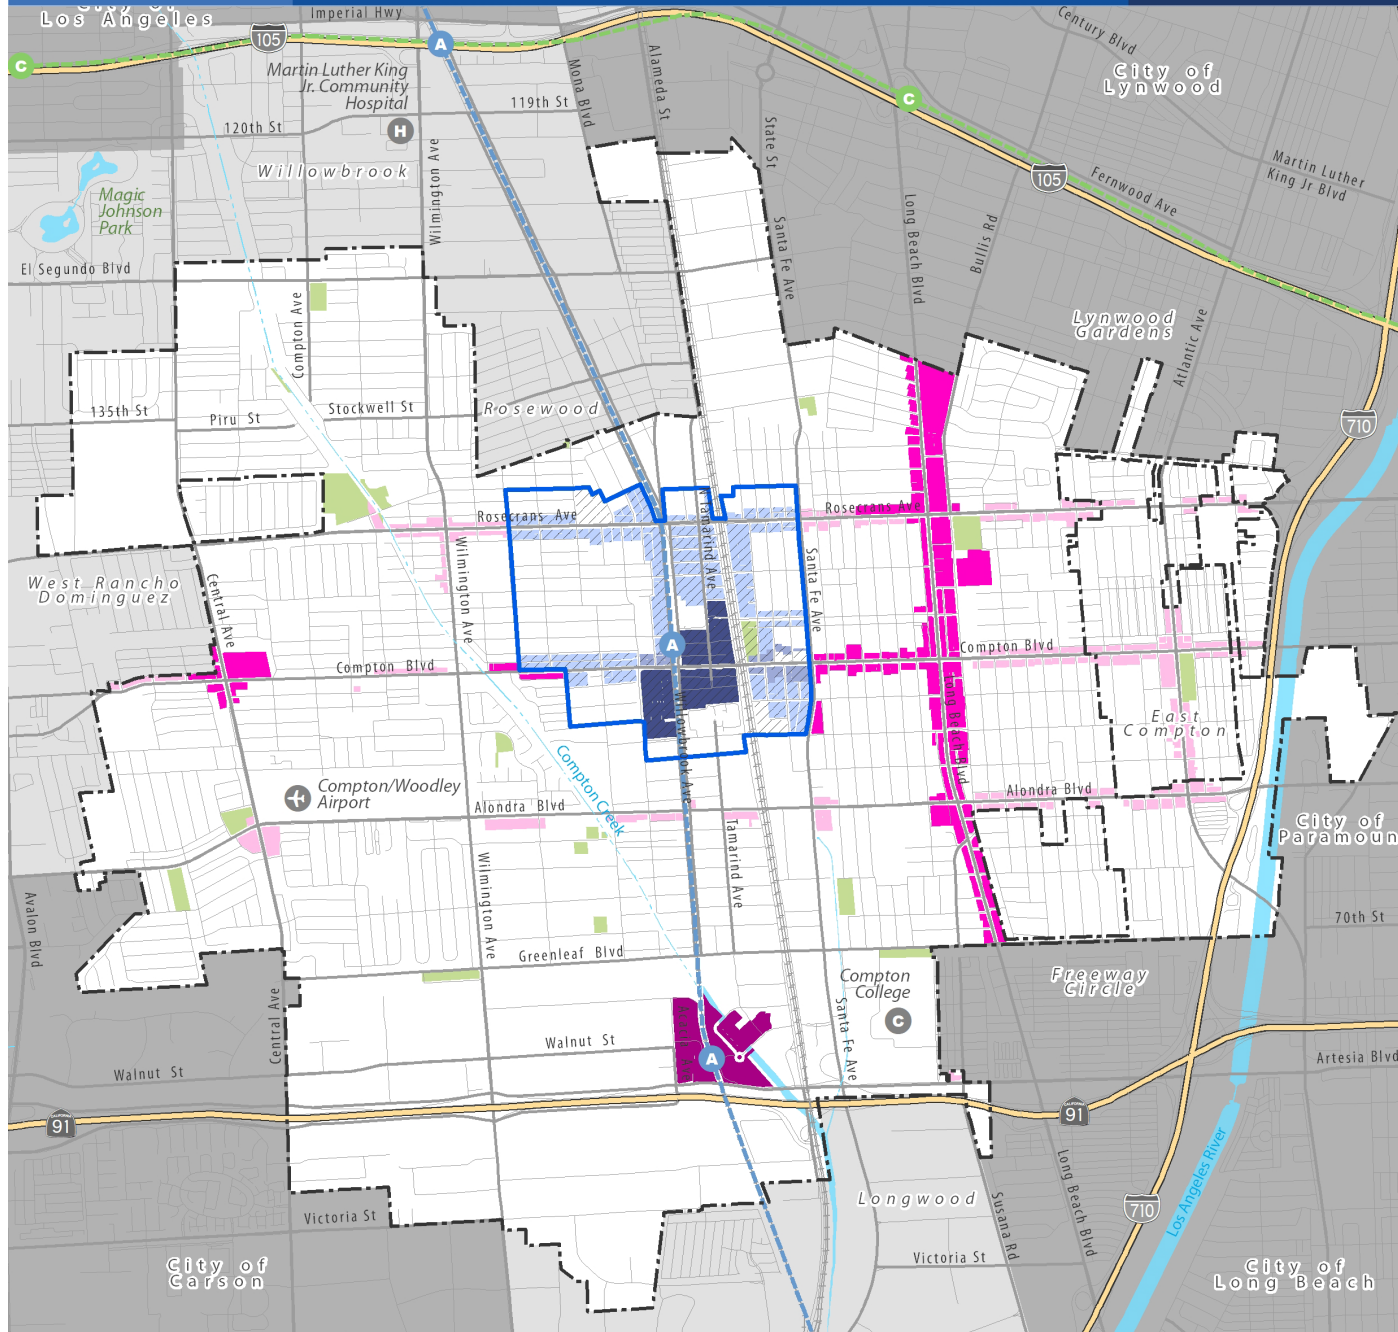 City of
Los Angeles
Imperial Hwy
105
A
C
Martin Luther King
Jr. Community
Hospital
H
119th St
120th St
Willowbrook
Wilmington Ave
Mona Blvd
Alameda St
State St
Century Blvd
City of
Lynwood
C
105
Fernwood Ave
Martin Luther
King Jr Blvd
Magic
Johnson
Park
El Segundo Blvd
Compton Ave
Santa Fe Ave
Long Beach Blvd
Bullis Rd
Lynwood
Gardens
Atlantic Ave
135th St
Piru St
Stockwell St
Rosewood
710
Rosecrans Ave
N Tamarind Ave
Rosecrans Ave
West Rancho
Dominguez
Central Ave
Wilmington Ave
Santa Fe Ave
A
Compton Blvd
Compton Blvd
Willowbrook Ave
Long Beach Blvd
East
Compton
Compton Creek
Compton/Woodley
Airport
Alondra Blvd
Alondra Blvd
City of
Paramoun
Tamarind Ave
Wilmington Ave
Avalon Blvd
70th St
Greenleaf Blvd
Compton
College
C
Freeway
Circle
Central Ave
Walnut St
Walnut St
A
Santa Fe Ave
Artesia Blvd
CALIFORNIA
91
CALIFORNIA
91
Los Angeles River
Longwood
Susana Rd
Long Beach Blvd
710
Victoria St
Victoria St
City of
Carson
City of
Long Beach